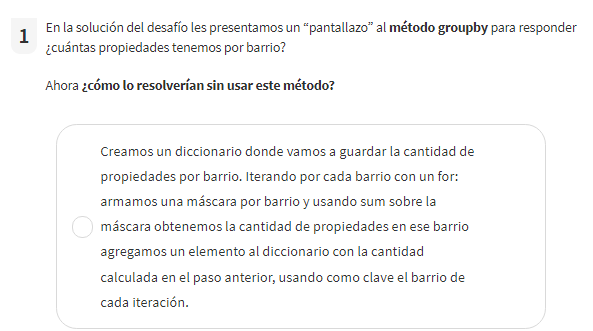 1
En la solución del desafío les presentamos un “pantallazo” al método groupby para responder
¿cuántas propiedades tenemos por barrio?
Ahora ¿cómo lo resolverían sin usar este método?
Creamos un diccionario donde vamos a guardar la cantidad de
propiedades por barrio. Iterando por cada barrio con un for:
armamos una máscara por barrio y usando sum sobre la
máscara obtenemos la cantidad de propiedades en ese barrio
agregamos un elemento al diccionario con la cantidad
calculada en el paso anterior, usando como clave el barrio de
cada iteración.